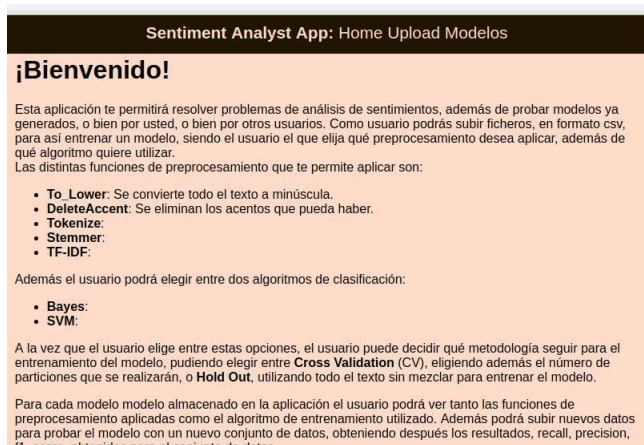 Sentiment Analyst App: Home Upload Modelos
¡Bienvenido!
Esta aplicación te permitirá resolver problemas de análisis de sentimientos, además de probar modelos ya
generados, o bien por usted, o bien por otros usuarios. Como usuario podrás subir ficheros, en formato csv,
para así entrenar un modelo, siendo el usuario el que elija qué preprocesamiento desea aplicar, además de
qué algoritmo quiere utilizar.
Las distintas funciones de preprocesamiento que te permite aplicar son:
• To_Lower: Se convierte todo el texto a minúscula.
• DeleteAccent: Se eliminan los acentos que pueda haber.
• Tokenize:
• Stemmer:
• TF-IDF:
Además el usuario podrá elegir entre dos algoritmos de clasificación:
• Bayes:
• SVM:
A la vez que el usuario elige entre estas opciones, el usuario puede decidir qué metodología seguir para el
entrenamiento del modelo, pudiendo elegir entre Cross Validation (CV), eligiendo además el número de
particiones que se realizarán, o Hold Out, utilizando todo el texto sin mezclar para entrenar el modelo.
Para cada modelo modelo almacenado en la aplicación el usuario podrá ver tanto las funciones de
preprocesamiento aplicadas como el algoritmo de entrenamiento utilizado. Además podrá subir nuevos datos
para probar el modelo con un nuevo conjunto de datos, obteniendo después los resultados, recall, precisión,